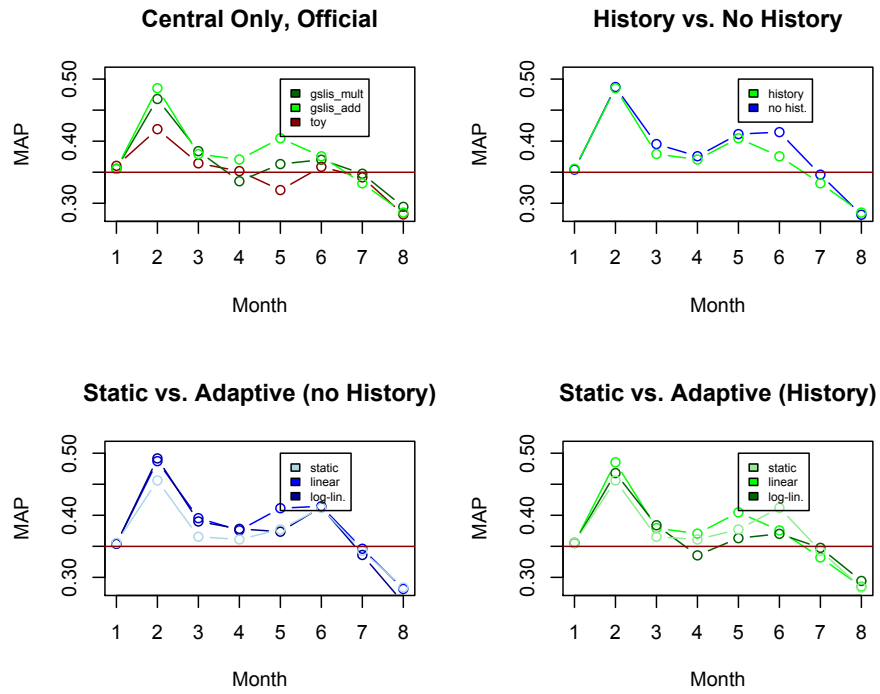 Central Only, Official
MAP
0.50
0.40
0.30
gslis_mult
gslis_add
toy
1 2 3 4 5 6 7 8
Month
History vs. No History
MAP
0.50
0.40
0.30
history
no hist.
1 2 3 4 5 6 7 8
Month
Static vs. Adaptive (no History)
MAP
0.50
0.40
0.30
static
linear
log-lin.
1 2 3 4 5 6 7 8
Month
Static vs. Adaptive (History)
MAP
0.50
0.40
0.30
static
linear
log-lin.
1 2 3 4 5 6 7 8
Month